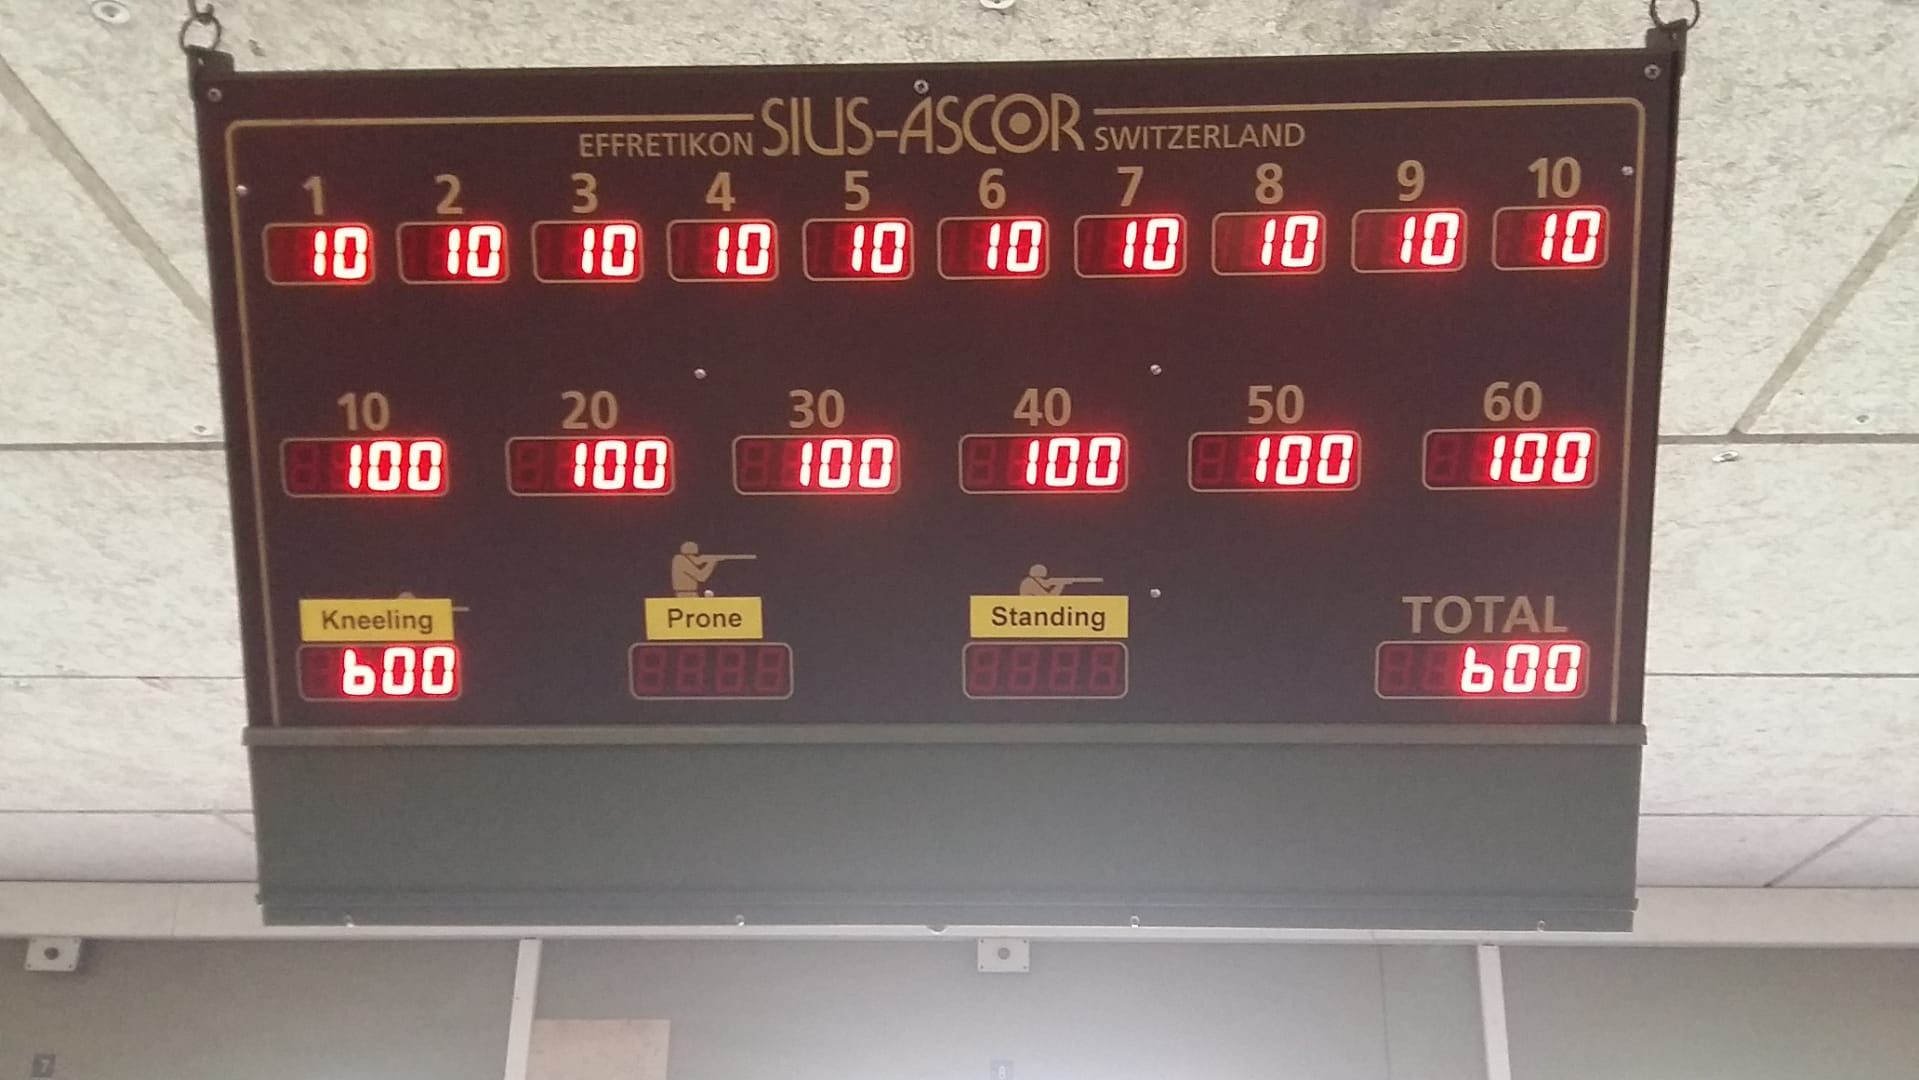 EFFRETIKON SIUS-ASCOR SWITZERLAND
1 2 3 4 5 6 7 8 9 10
10 10 10 10 10 10 10 10 10 10
10 20 30 40 50 60
100 100 100 100 100 100
Kneeling Prone Standing TOTAL
600 600
7 8